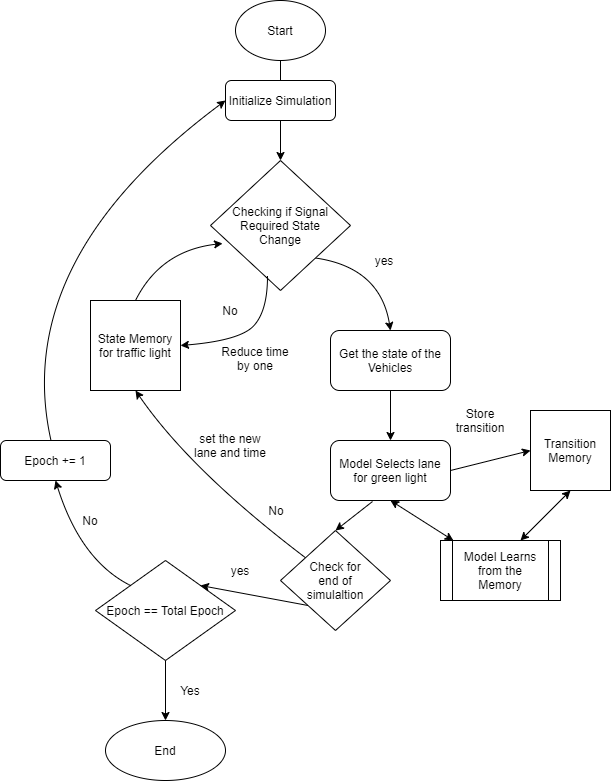 Start
Initialize Simulation
Checking if Signal
Required State
Change
yes
No
State Memory
for traffic light
Reduce time
by one
Get the state of the
Vehicles
Store
transition
set the new
lane and time
Transition
Memory
Epoch += 1
Model Selects lane
for green light
No
No
Model Learns
from the
Memory
Check for
end of
simulaltion
yes
Epoch == Total Epoch
Yes
End